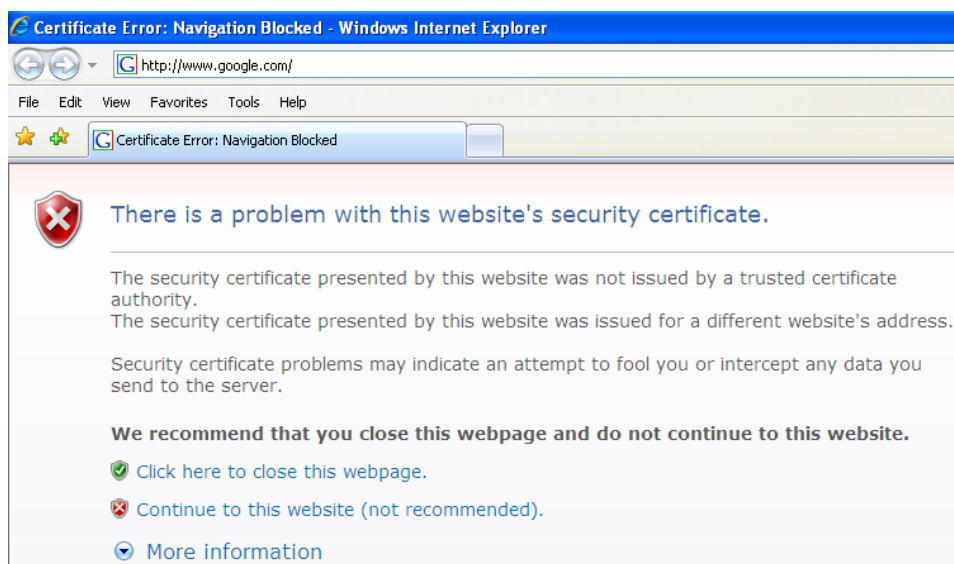 Certificate Error: Navigation Blocked - Windows Internet Explorer
http://www.google.com/
File Edit View Favorites Tools Help
Certificate Error: Navigation Blocked
There is a problem with this website's security certificate.
The security certificate presented by this website was not issued by a trusted certificate
authority.
The security certificate presented by this website was issued for a different website's address.
Security certificate problems may indicate an attempt to fool you or intercept any data you
send to the server.
We recommend that you close this webpage and do not continue to this website.
Click here to close this webpage.
Continue to this website (not recommended).
More information